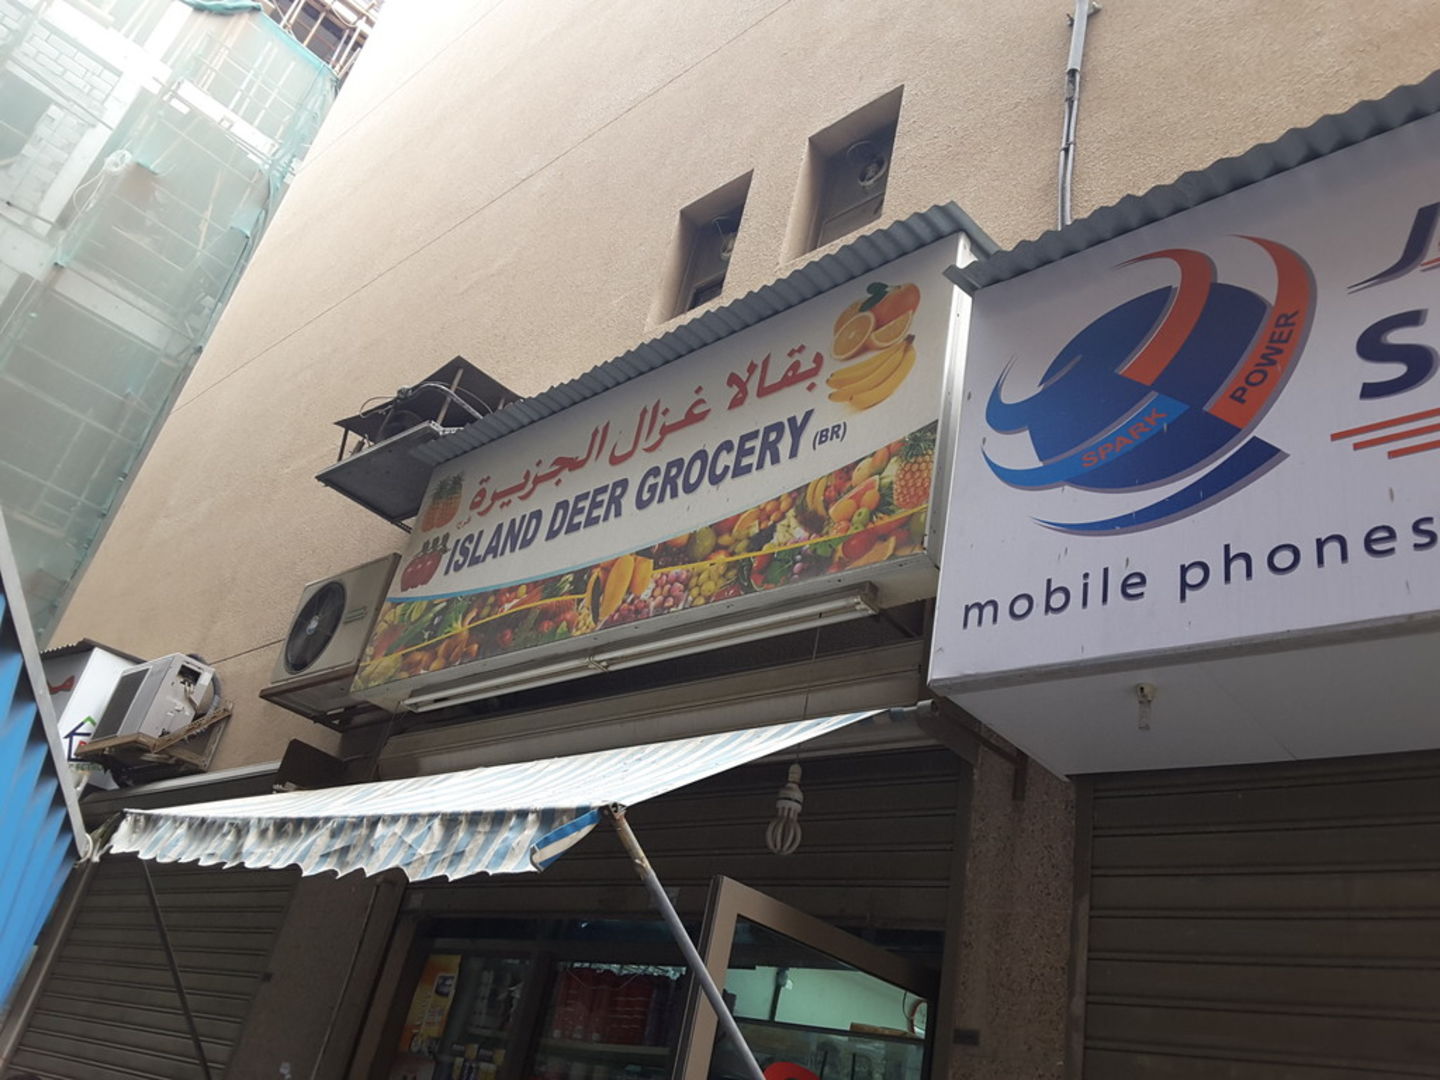 بقالا غزال الجزيرة
ISLAND DEER GROCERY (BR)
SPARK
POWER
mobile phones